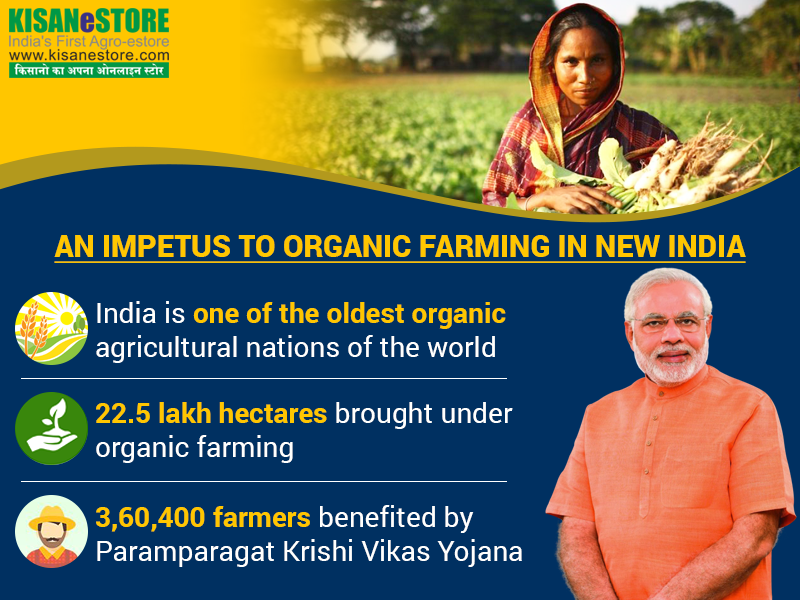 KISANeSTORE
India's First Agro-estore
www.kisanestore.com
किसानो का अपना ऑनलाइन स्टोर
AN IMPETUS TO ORGANIC FARMING IN NEW INDIA
India is one of the oldest organic
agricultural nations of the world
22.5 lakh hectares brought under
organic farming
3,60,400 farmers benefited by
Paramparagat Krishi Vikas Yojana